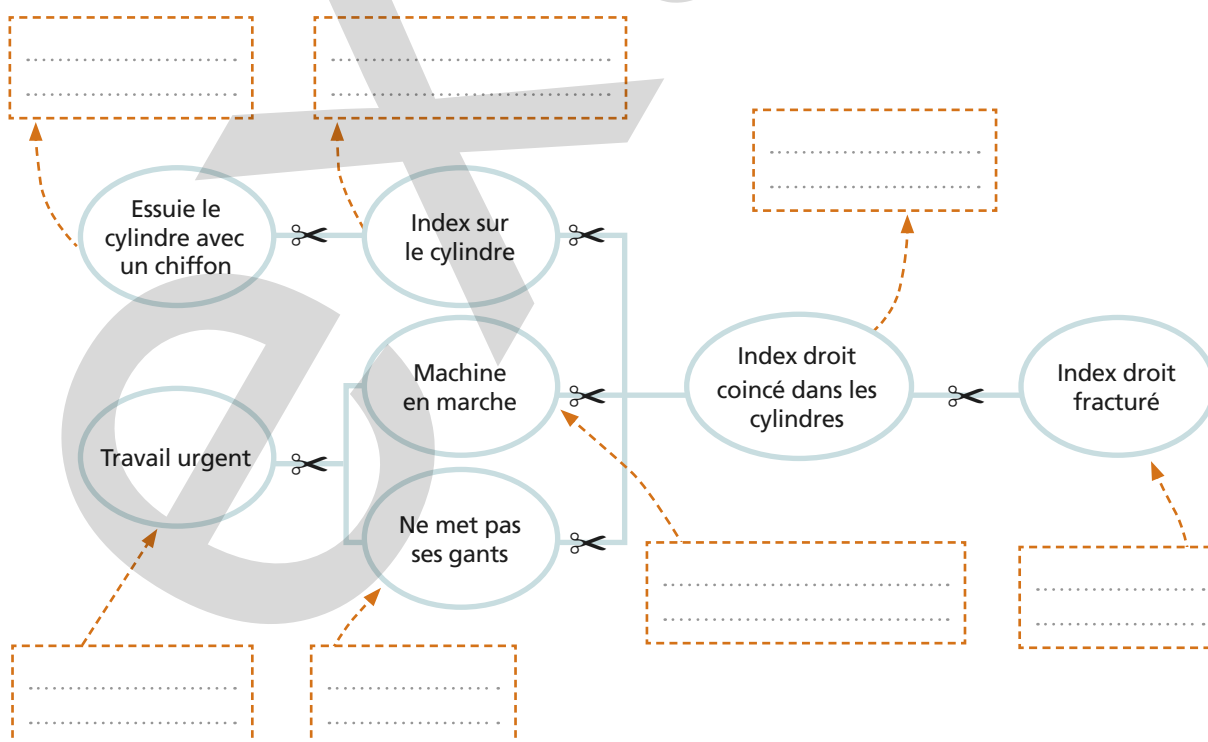 Essuie le
cylindre avec
un chiffon
Index sur
le cylindre
Machine
en marche
Index droit
coincé dans les
cylindres
Index droit
fracturé
Travail urgent
Ne met pas
ses gants